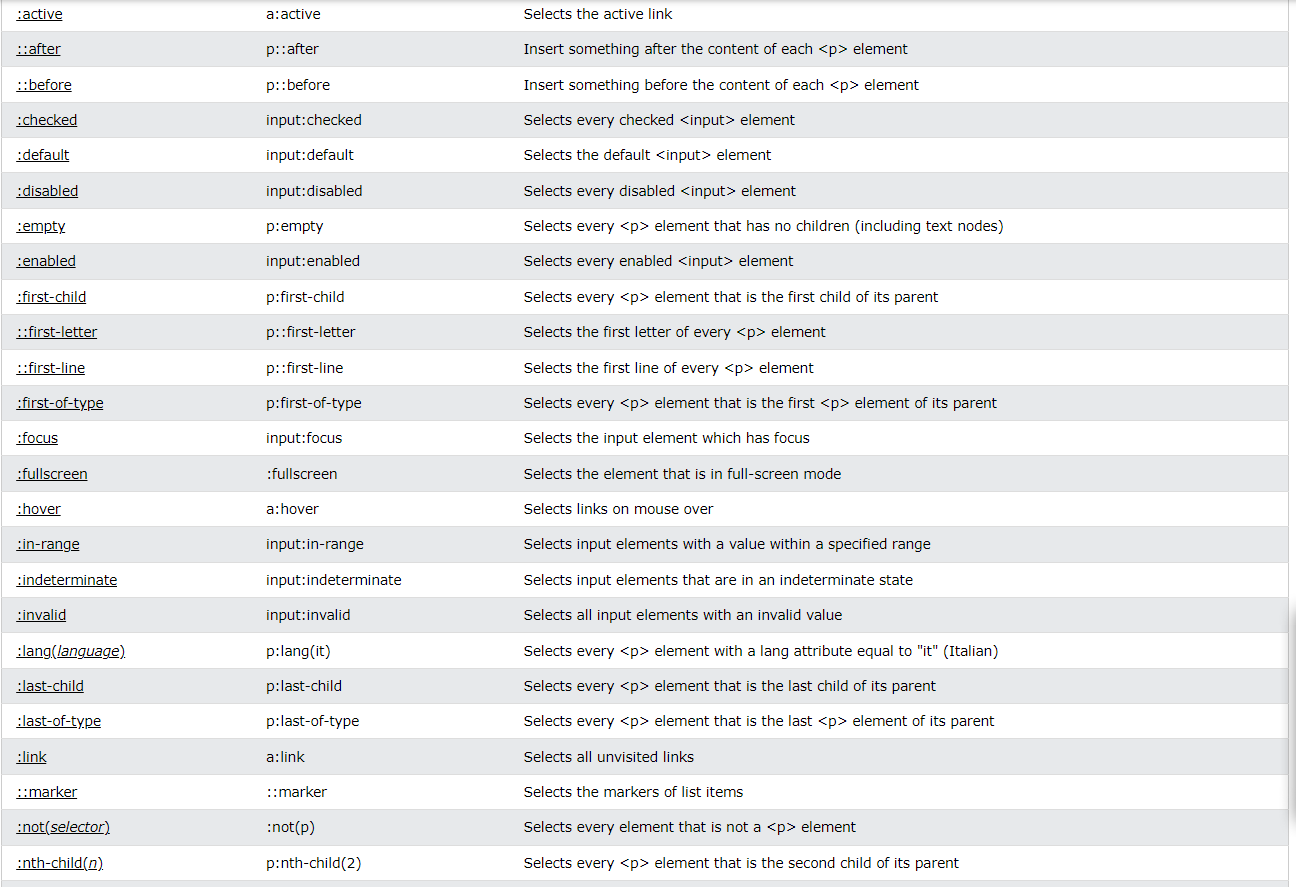 :active a:active Selects the active link
::after p::after Insert something after the content of each <p> element
::before p::before Insert something before the content of each <p> element
:checked input:checked Selects every checked <input> element
:default input:default Selects the default <input> element
:disabled input:disabled Selects every disabled <input> element
:empty p:empty Selects every <p> element that has no children (including text nodes)
:enabled input:enabled Selects every enabled <input> element
:first-child p:first-child Selects every <p> element that is the first child of its parent
::first-letter p::first-letter Selects the first letter of every <p> element
::first-line p::first-line Selects the first line of every <p> element
:first-of-type p:first-of-type Selects every <p> element that is the first <p> element of its parent
:focus input:focus Selects the input element which has focus
:fullscreen :fullscreen Selects the element that is in full-screen mode
:hover a:hover Selects links on mouse over
:in-range input:in-range Selects input elements with a value within a specified range
:indeterminate input:indeterminate Selects input elements that are in an indeterminate state
:invalid input:invalid Selects all input elements with an invalid value
:lang(language) p:lang(it) Selects every <p> element with a lang attribute equal to "it" (Italian)
:last-child p:last-child Selects every <p> element that is the last child of its parent
:last-of-type p:last-of-type Selects every <p> element that is the last <p> element of its parent
:link a:link Selects all unvisited links
::marker ::marker Selects the markers of list items
:not(selector) :not(p) Selects every element that is not a <p> element
:nth-child(n) p:nth-child(2) Selects every <p> element that is the second child of its parent